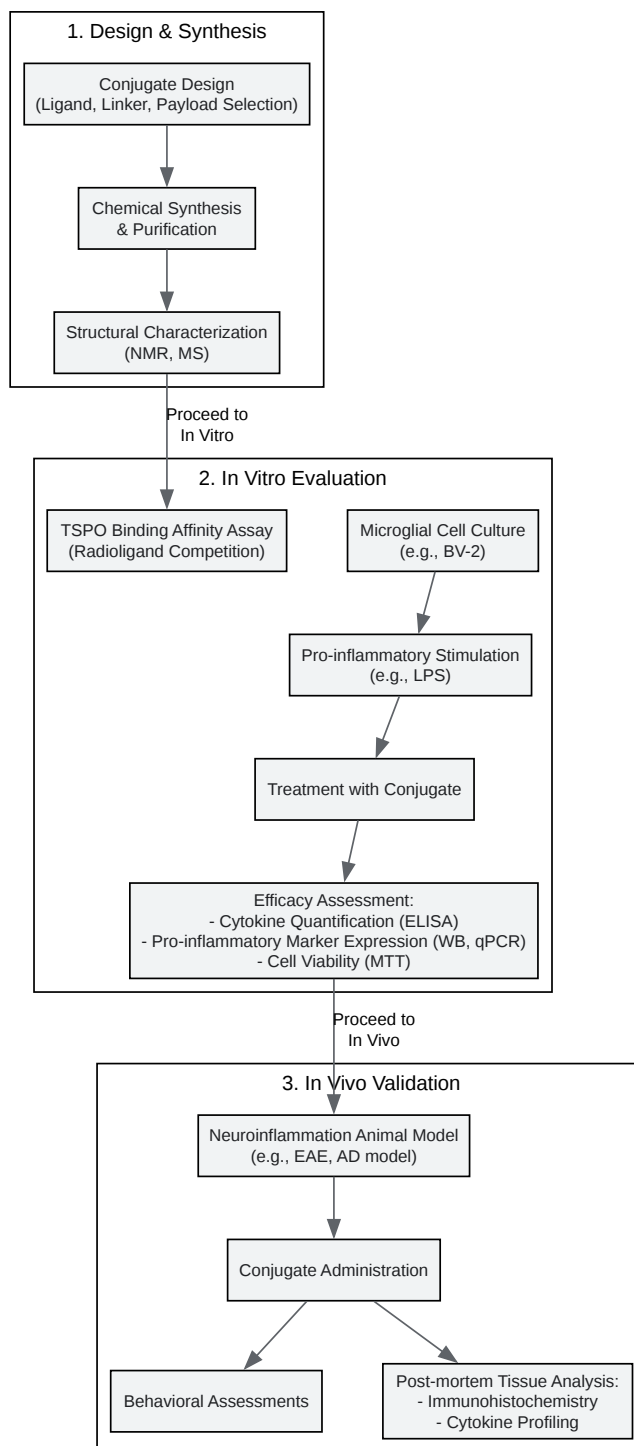 1. Design & Synthesis
Conjugate Design
(Ligand, Linker, Payload Selection)
Chemical Synthesis
& Purification
Structural Characterization
(NMR, MS)
Proceed to
In Vitro
2. In Vitro Evaluation
TSPO Binding Affinity Assay
(Radioligand Competition)
Microglial Cell Culture
(e.g., BV-2)
Pro-inflammatory Stimulation
(e.g., LPS)
Treatment with Conjugate
Efficacy Assessment:
- Cytokine Quantification (ELISA)
- Pro-inflammatory Marker Expression (WB, qPCR)
- Cell Viability (MTT)
Proceed to
In Vivo
3. In Vivo Validation
Neuroinflammation Animal Model
(e.g., EAE, AD model)
Conjugate Administration
Behavioral Assessments
Post-mortem Tissue Analysis:
- Immunohistochemistry
- Cytokine Profiling